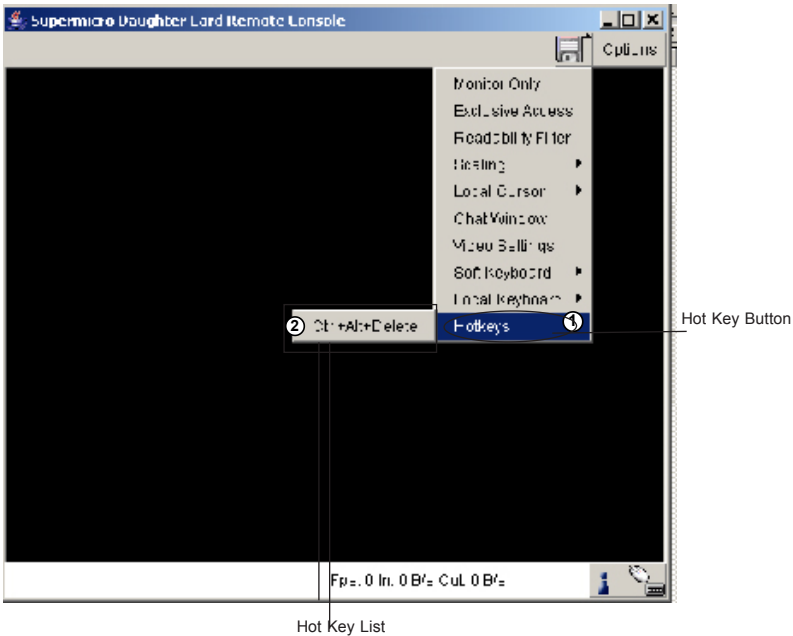 Supermicro Daughter Card Remote Console
Options
Monitor Only
Exclusive Access
Readability Filter
Scaling
Local Cursor
Chat Window
Video Settings
Soft Keyboard
Local Keyboard
2 Ctrl+Alt+Delete
Hotkeys 1
Hot Key Button
Fps: 0 In: 0 B/s Out: 0 B/s
Hot Key List